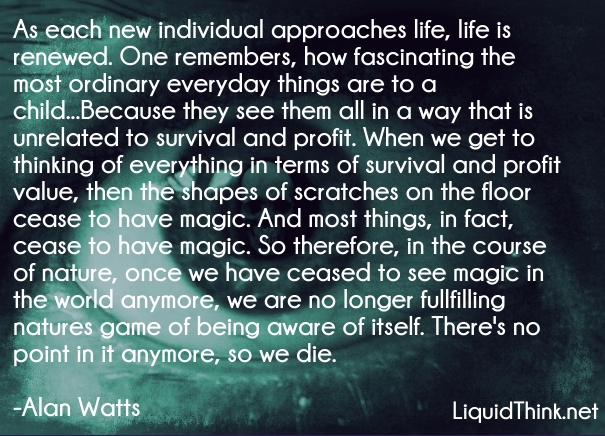 As each new individual approaches life, life is
renewed. One remembers, how fascinating the
most ordinary everyday things are to a
child...Because they see them all in a way that is
unrelated to survival and profit. When we get to
thinking of everything in terms of survival and profit
value, then the shapes of scratches on the floor
cease to have magic. And most things, in fact,
cease to have magic. So therefore, in the course
of nature, once we have ceased to see magic in
the world anymore, we are no longer fullfilling
natures game of being aware of itself. There's no
point in it anymore, so we die.
-Alan Watts
LiquidThink.net